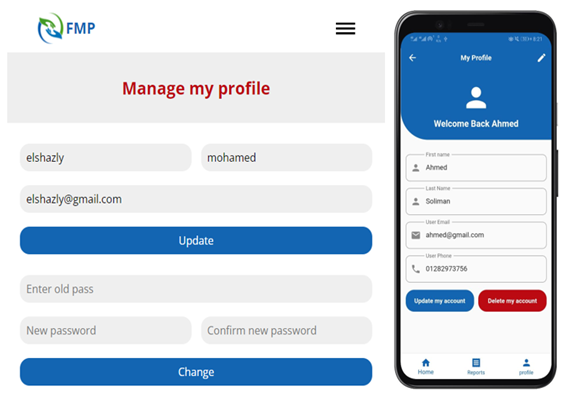 FMP
Manage my profile
elshazly
mohamed
elshazly@gmail.com
Update
Enter old pass
New password
Confirm new password
Change
8:21
My Profile
Welcome Back Ahmed
First name
Ahmed
Last Name
Soliman
User Email
ahmed@gmail.com
User Phone
01282973756
Update my account
Delete my account
Home
Reports
profile